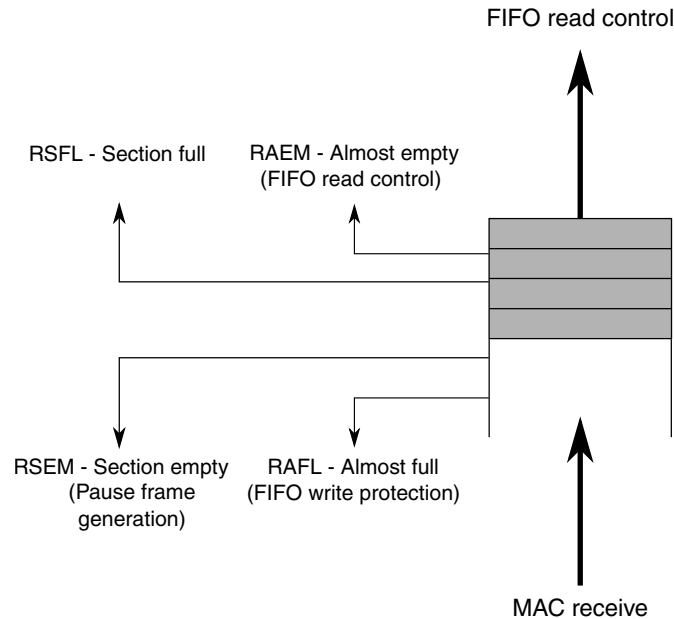 FIFO read control
RSFL - Section full
RAEM - Almost empty
(FIFO read control)
RSEM - Section empty
(Pause frame
generation)
RAFL - Almost full
(FIFO write protection)
MAC receive